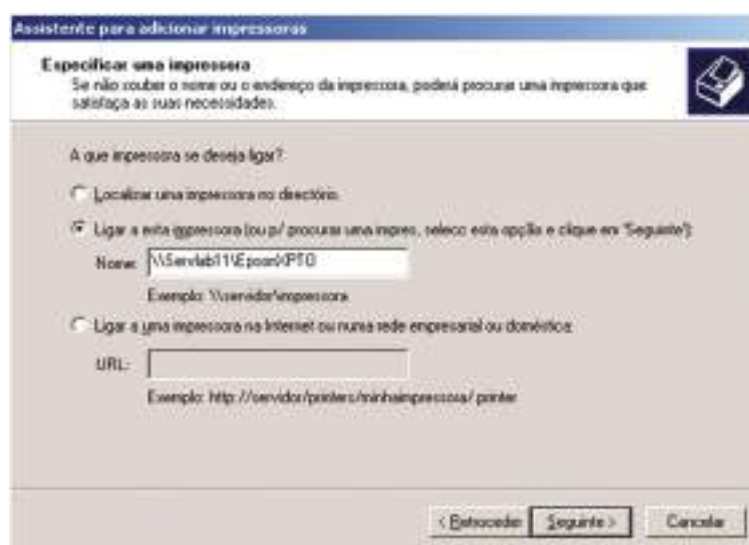 Assistente para adicionar impressoras
Especificar uma impressora
Se não souber o nome ou o endereço da impressora, poderá procurar uma impressora que
satisfaça as suas necessidades.
A que impressora se deseja ligar?
Localizar uma impressora no directório.
Ligar a esta impressora (ou p/ procurar uma impres. selecc esta opção e clique em 'Seguinte'):
Nome: \\Servlab11\EpsonXPTO
Exemplo: \\servidor\impressora
Ligar a uma impressora na Internet ou numa rede empresarial ou doméstica:
URL:
Exemplo: http://servidor/printers/minhaimpressora/.printer
< Retroceder
Seguinte >
Cancelar